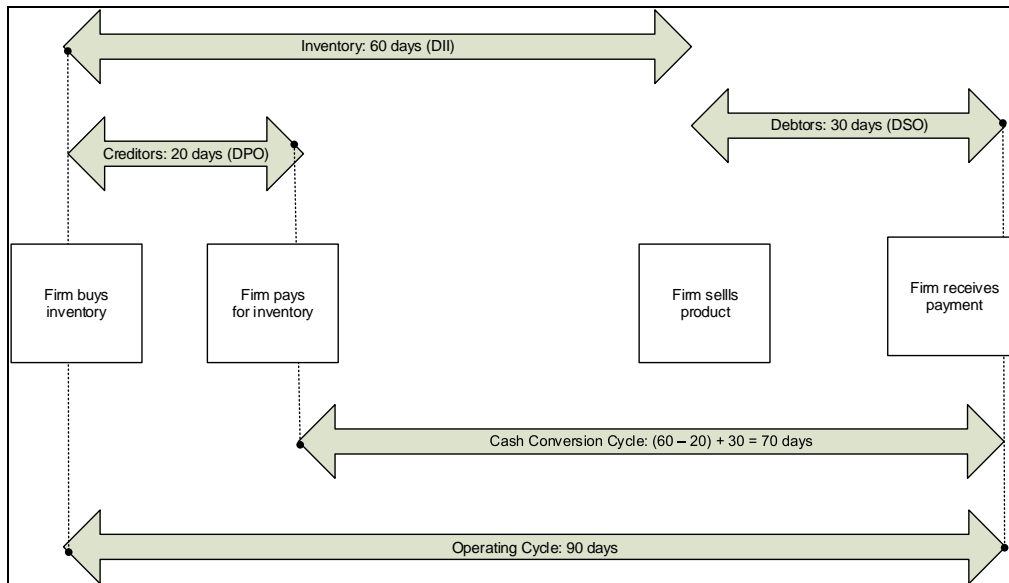 Inventory: 60 days (DII)
Debtors: 30 days (DSO)
Creditors: 20 days (DPO)
Firm buys
inventory
Firm pays
for inventory
Firm sellls
product
Firm receives
payment
Cash Conversion Cycle: (60 – 20) + 30 = 70 days
Operating Cycle: 90 days